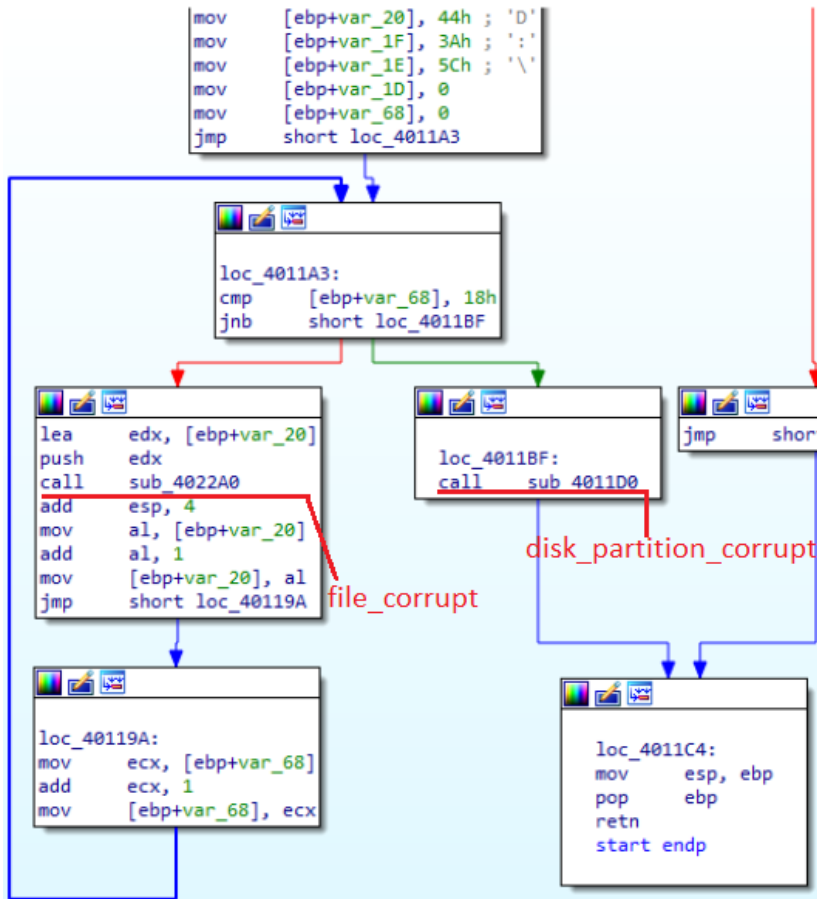 mov [ebp+var_20], 44h ; 'D'
mov [ebp+var_1F], 3Ah ; ':'
mov [ebp+var_1E], 5Ch ; '\'
mov [ebp+var_1D], 0
mov [ebp+var_68], 0
jmp short loc_4011A3
loc_4011A3:
cmp [ebp+var_68], 18h
jnb short loc_4011BF
lea edx, [ebp+var_20]
push edx
call sub_4022A0
add esp, 4
mov al, [ebp+var_20]
add al, 1
mov [ebp+var_20], al
jmp short loc_40119A
file_corrupt
loc_4011BF:
call sub_4011D0
disk_partition_corrupt
jmp shor
loc_40119A:
mov ecx, [ebp+var_68]
add ecx, 1
mov [ebp+var_68], ecx
loc_4011C4:
mov esp, ebp
pop ebp
retn
start endp